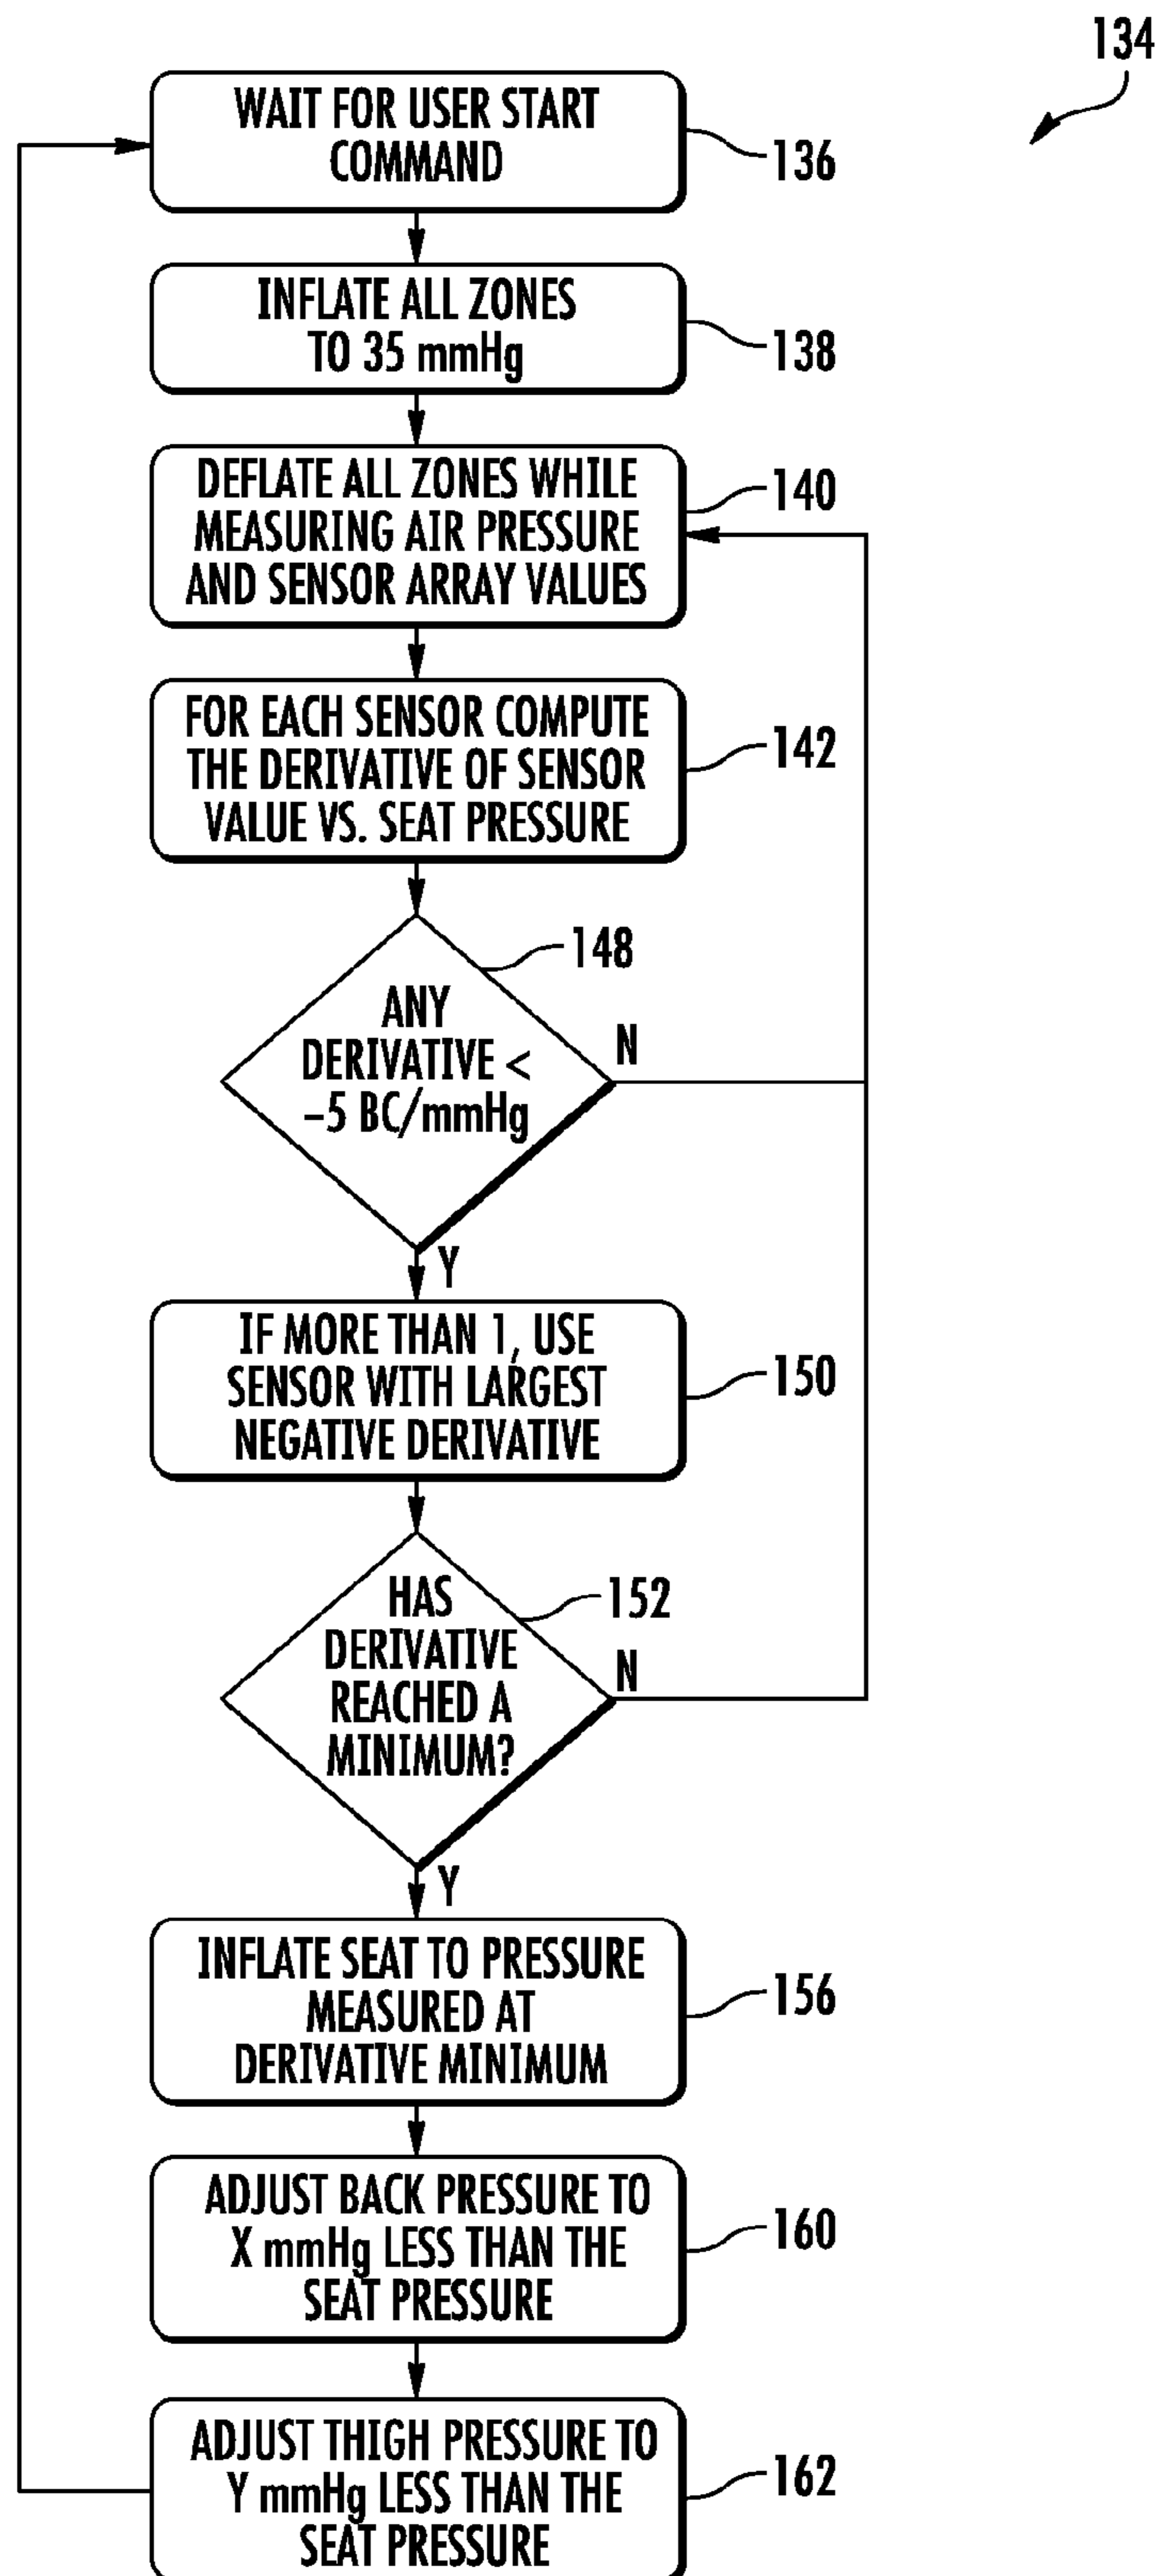 134
WAIT FOR USER START
COMMAND
136
INFLATE ALL ZONES
TO 35 mmHg
138
DEFLATE ALL ZONES WHILE
MEASURING AIR PRESSURE
AND SENSOR ARRAY VALUES
140
FOR EACH SENSOR COMPUTE
THE DERIVATIVE OF SENSOR
VALUE VS. SEAT PRESSURE
142
148
ANY
DERIVATIVE <
–5 BC/mmHg
N
Y
IF MORE THAN 1, USE
SENSOR WITH LARGEST
NEGATIVE DERIVATIVE
150
152
HAS
DERIVATIVE
REACHED A
MINIMUM?
N
Y
INFLATE SEAT TO PRESSURE
MEASURED AT
DERIVATIVE MINIMUM
156
ADJUST BACK PRESSURE TO
X mmHg LESS THAN THE
SEAT PRESSURE
160
ADJUST THIGH PRESSURE TO
Y mmHg LESS THAN THE
SEAT PRESSURE
162